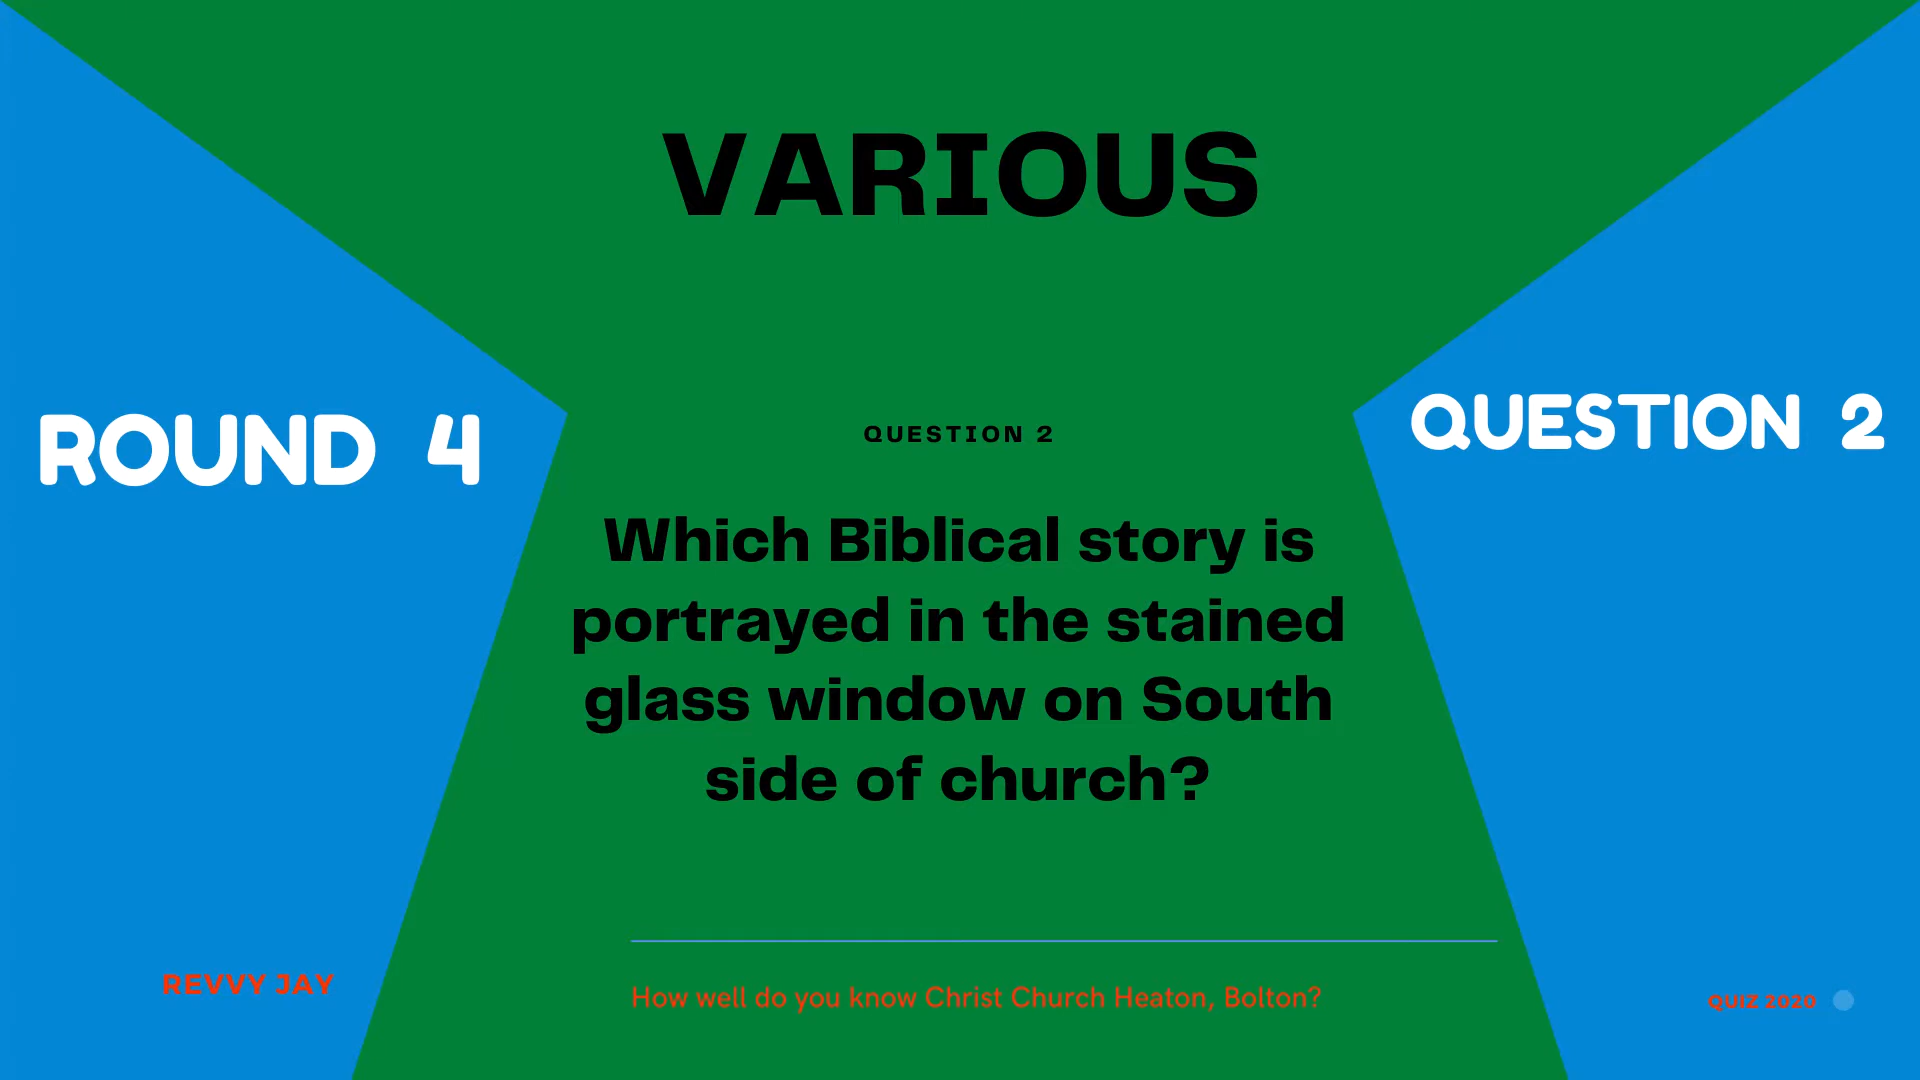 VARIOUS
ROUND 4
QUESTION 2
QUESTION 2
Which Biblical story is
portrayed in the stained
glass window on South
side of church?
REVVY JAY
How well do you know Christ Church Heaton, Bolton?
QUIZ 2020